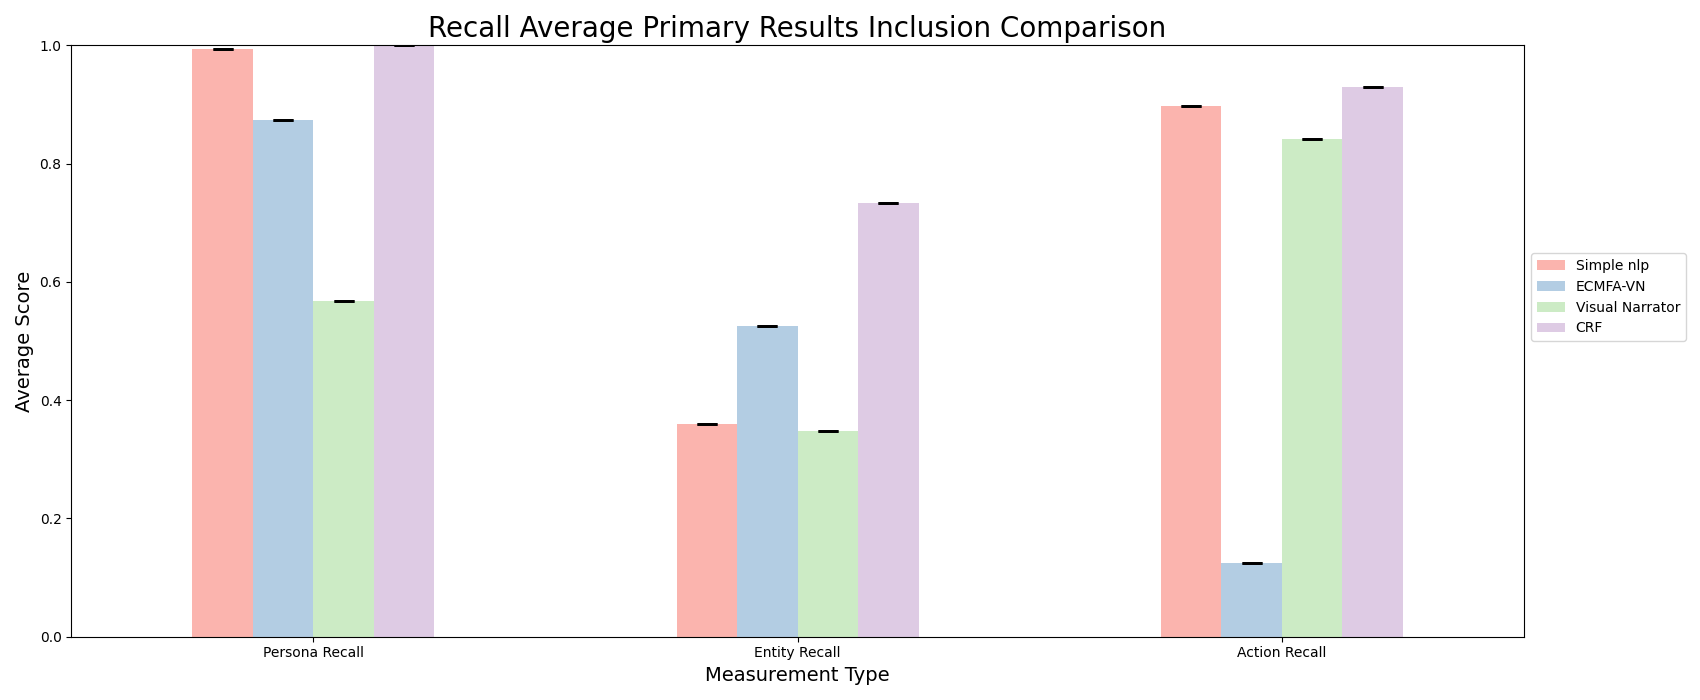 Recall Average Primary Results Inclusion Comparison
1.0
0.8
0.6
0.4
0.2
0.0
Average Score
Persona Recall
Entity Recall
Action Recall
Measurement Type
Simple nlp
ECMFA-VN
Visual Narrator
CRF